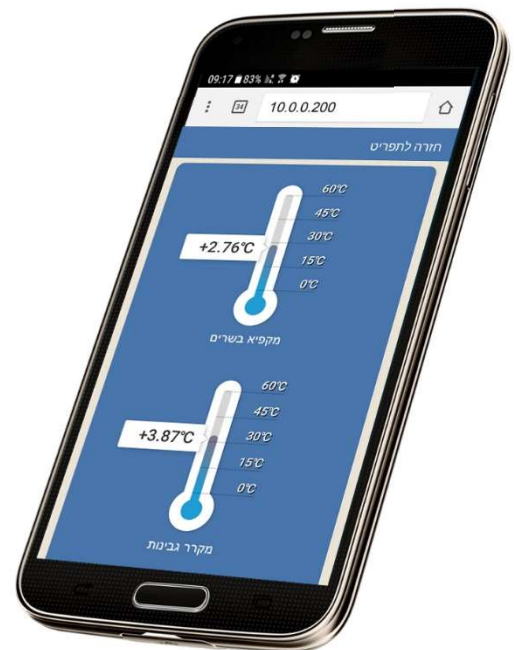 09:17 83%
34
10.0.0.200
חזרה לתפריט
60°C
45°C
30°C
15°C
0°C
+2.76°C
מקפיא בשרים
60°C
45°C
30°C
15°C
0°C
+3.87°C
מקרר גבינות